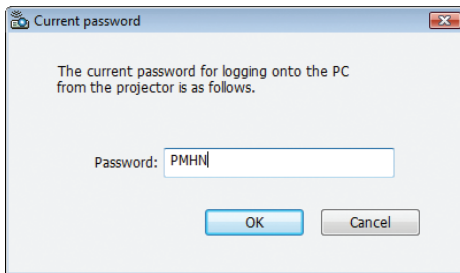 Current password
The current password for logging onto the PC
from the projector is as follows.
Password: PMHN
OK Cancel